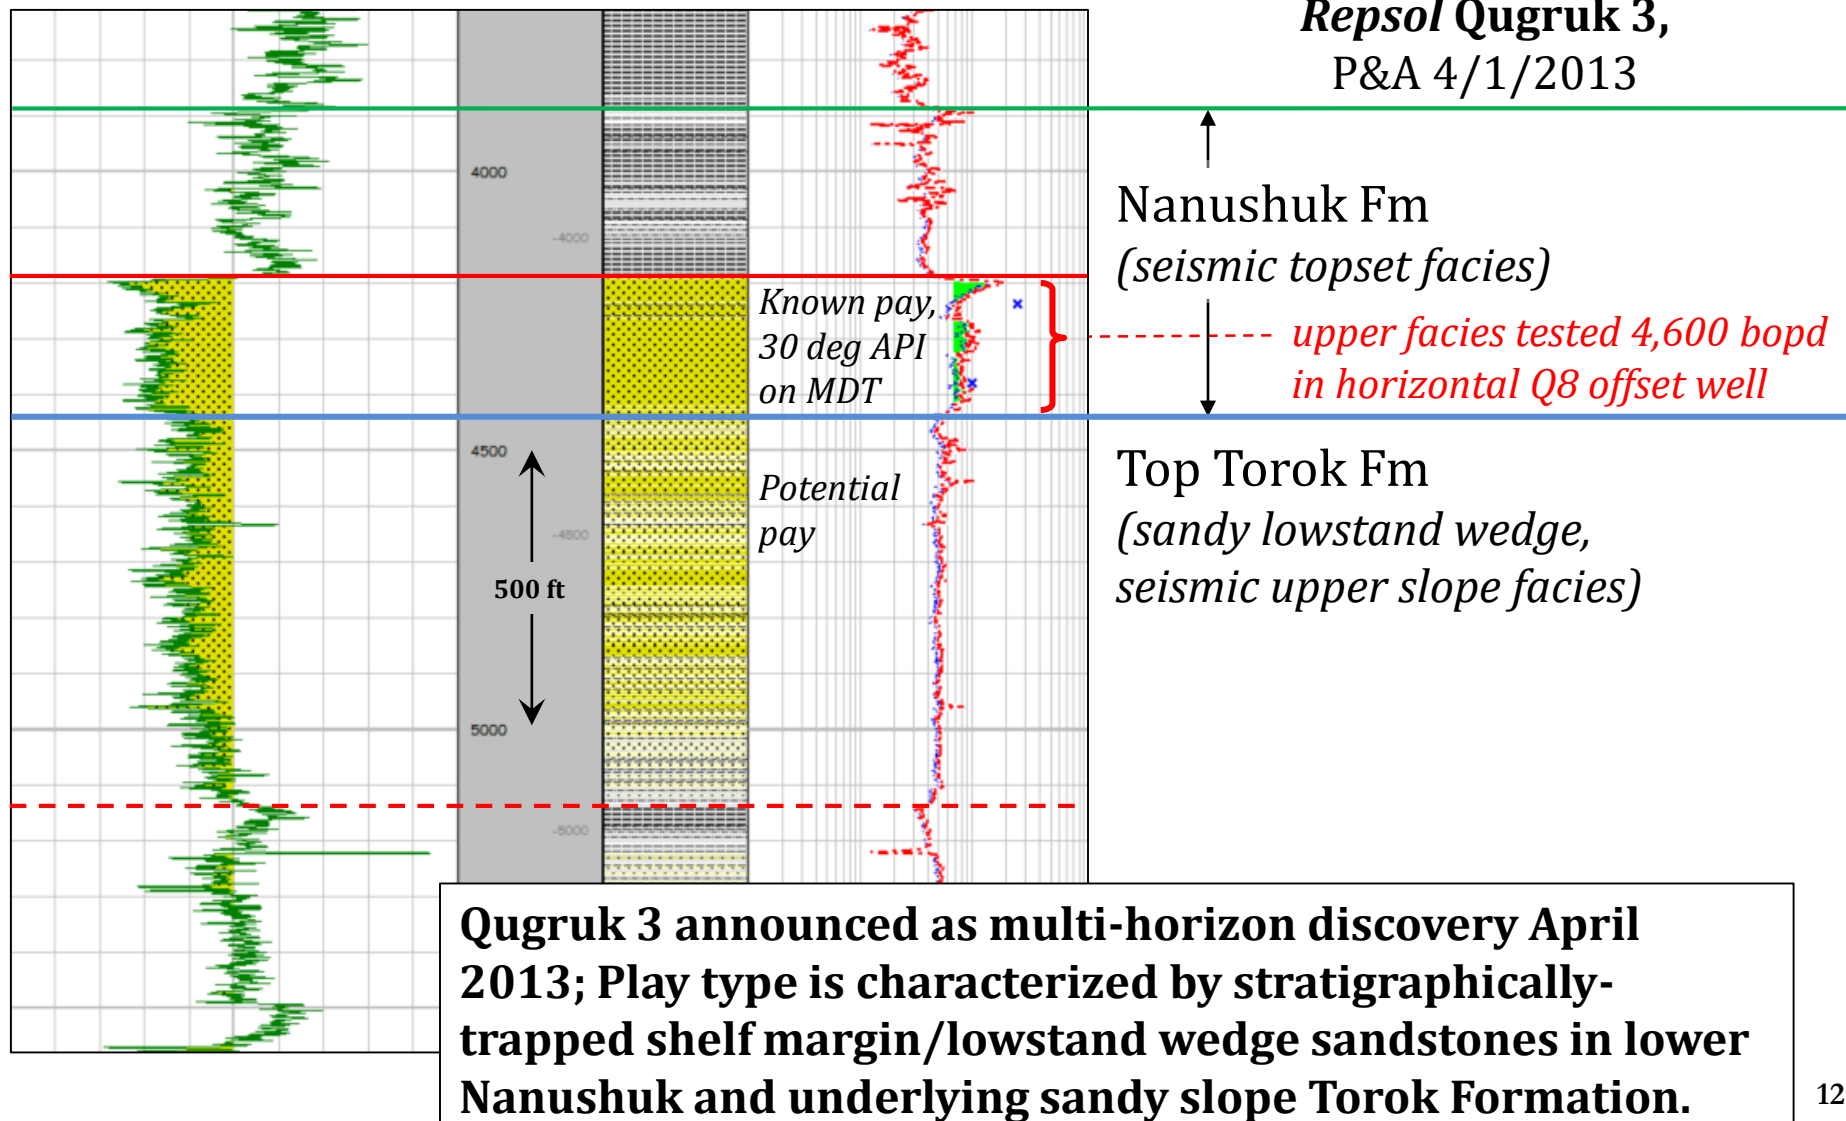 Repsol Qugruk 3,
P&A 4/1/2013
4000
-4000
Nanushuk Fm
(seismic topset facies)
Known pay,
30 deg API
on MDT
upper facies tested 4,600 bopd
in horizontal Q8 offset well
4500
-4500
500 ft
Potential
pay
Top Torok Fm
(sandy lowstand wedge,
seismic upper slope facies)
5000
-5000
Qugruk 3 announced as multi-horizon discovery April
2013; Play type is characterized by stratigraphically-
trapped shelf margin/lowstand wedge sandstones in lower
Nanushuk and underlying sandy slope Torok Formation.
12